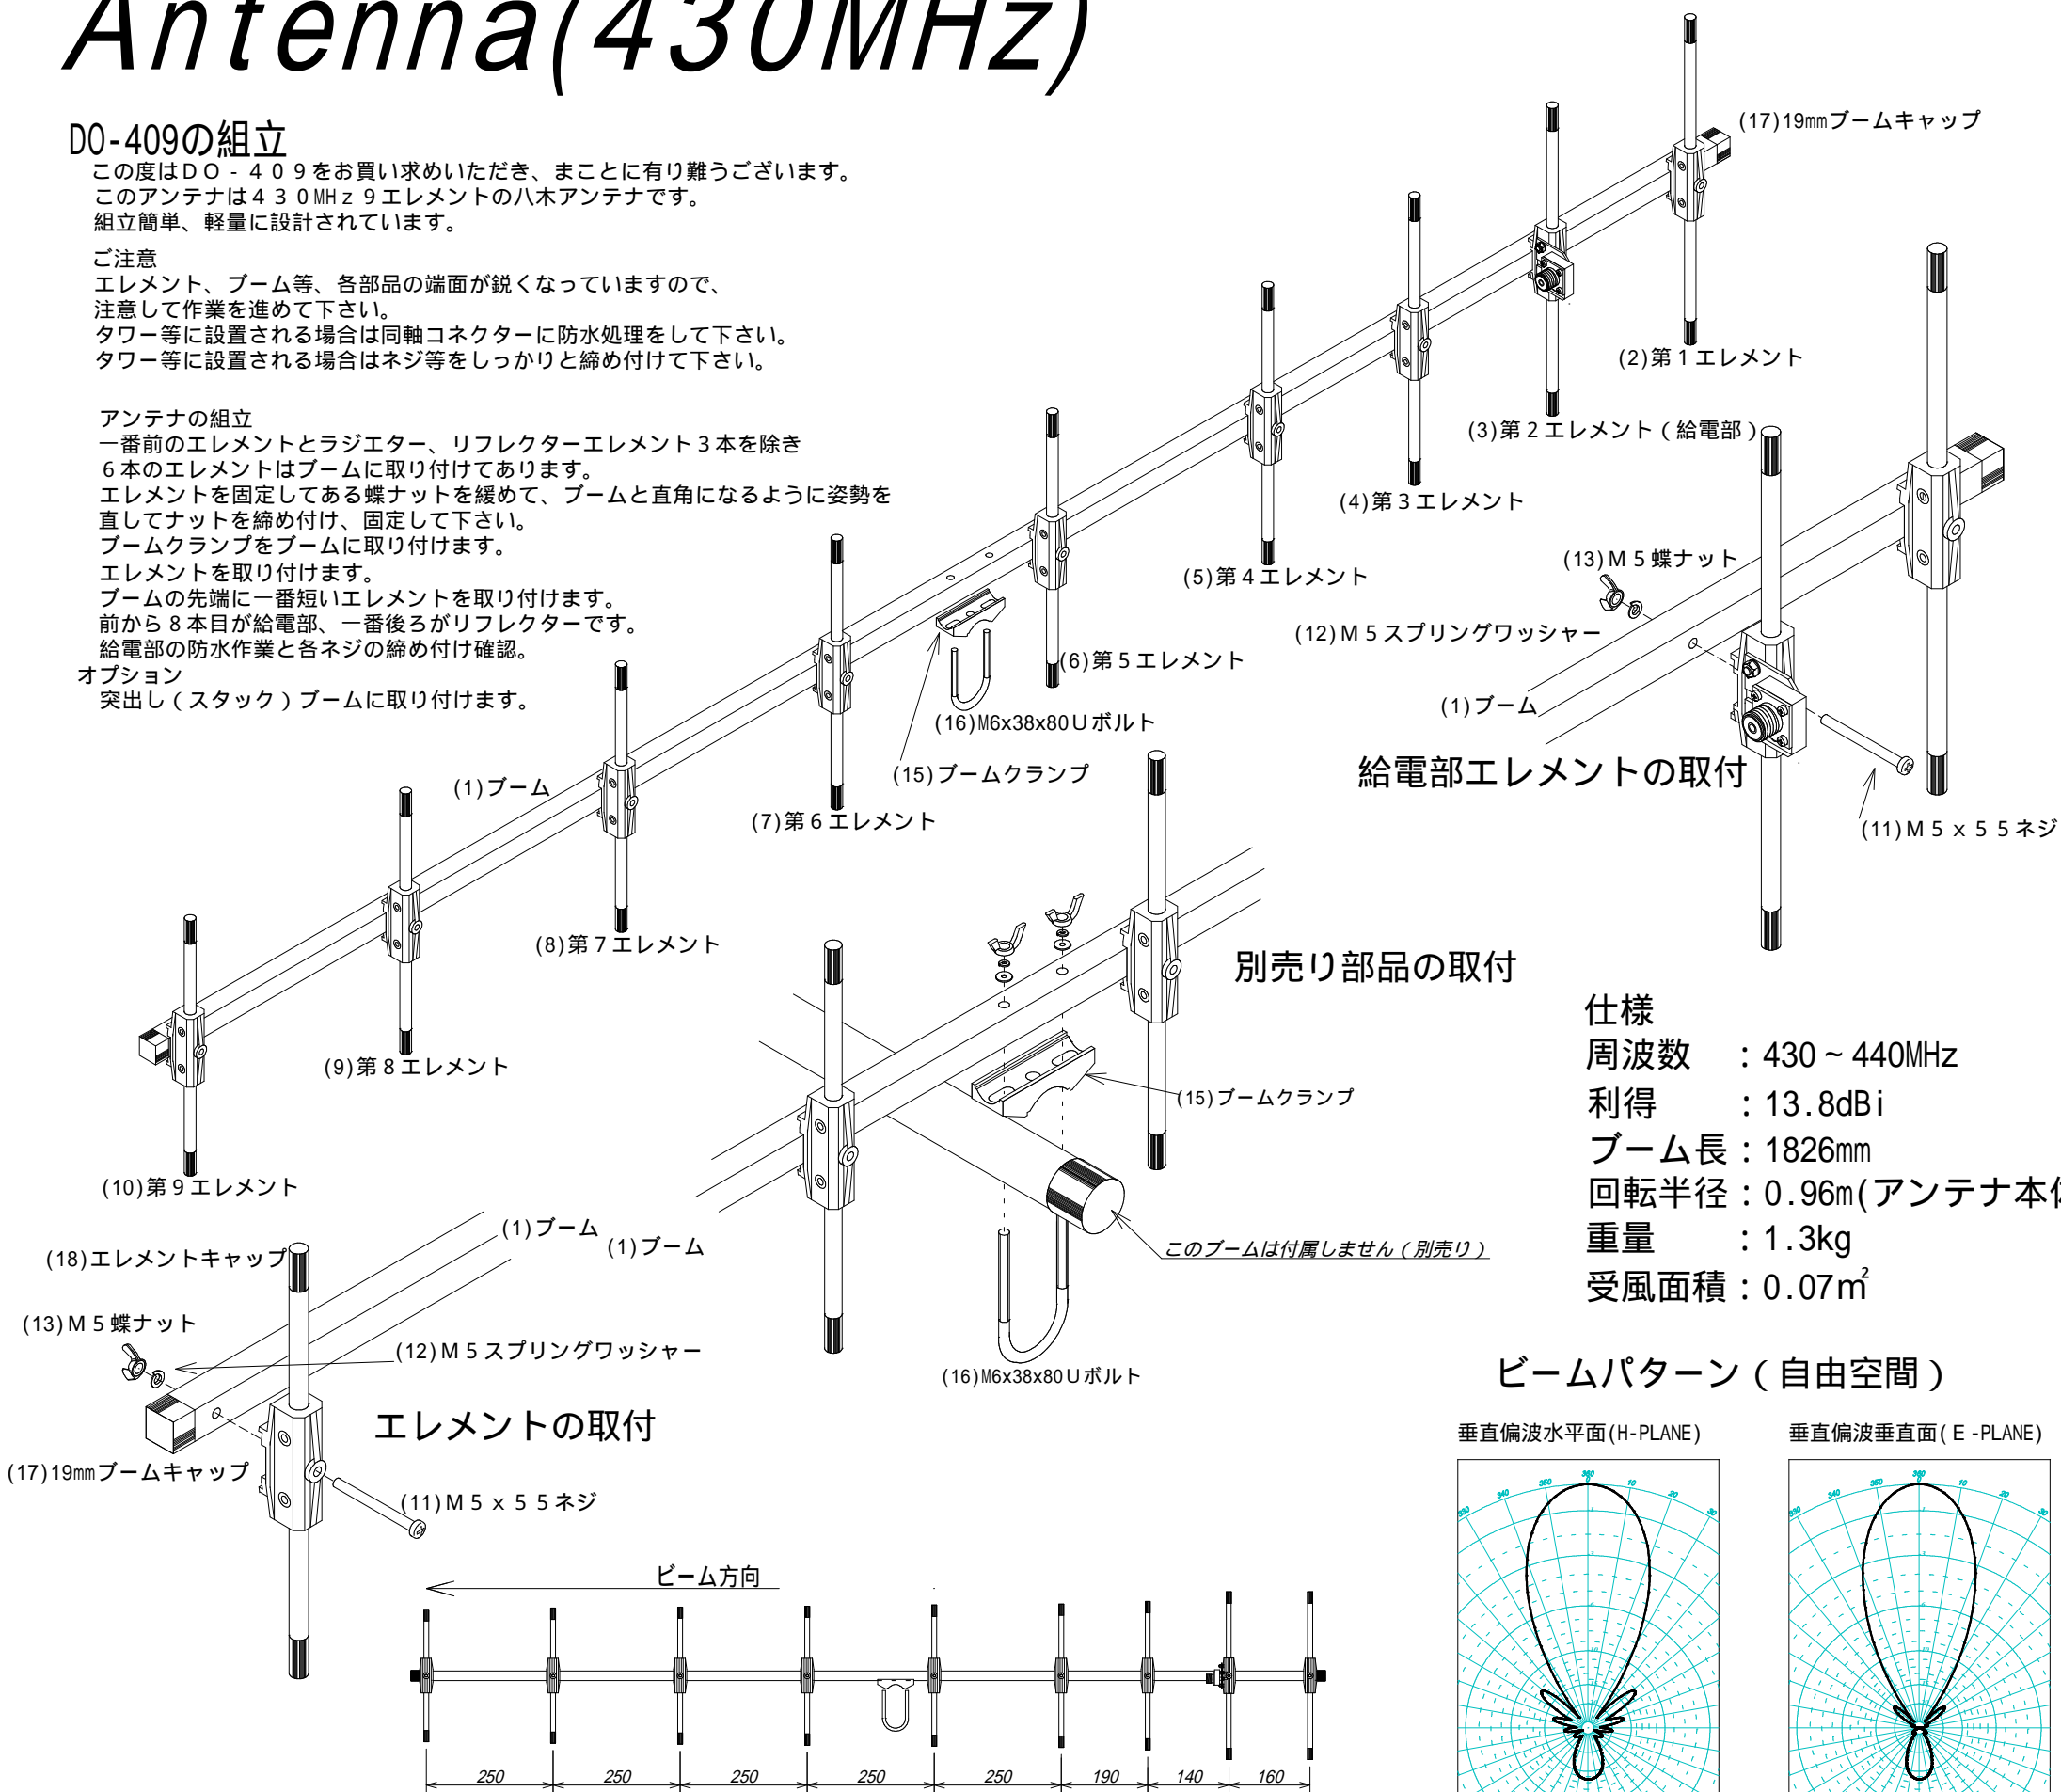 Antenna(430MHz)
DO-409の組立
この度はDO-409をお買い求めいただき、まことに有り難うございます。
このアンテナは430MHz9エレメントの八木アンテナです。
組立簡単、軽量に設計されています。
ご注意
エレメント、ブーム等、各部品の端面が鋭くなっていますので、
注意して作業を進めて下さい。
タワー等に設置される場合は同軸コネクターに防水処理をして下さい。
タワー等に設置される場合はネジ等をしっかりと締め付けて下さい。
アンテナの組立
一番前のエレメントとラジエター、リフレクターエレメント3本を除き
6本のエレメントはブームに取り付けてあります。
エレメントを固定してある蝶ナットを緩めて、ブームと直角になるように姿勢を
直してナットを締め付け、固定して下さい。
ブームクランプをブームに取り付けます。
エレメントを取り付けます。
ブームの先端に一番短いエレメントを取り付けます。
前から8本目が給電部、一番後ろがリフレクターです。
給電部の防水作業と各ネジの締め付け確認。
オプション
突出し(スタック)ブームに取り付けます。
(17)19mmブームキャップ
(2)第1エレメント
(3)第2エレメント(給電部)
(4)第3エレメント
(5)第4エレメント
(6)第5エレメント
(16)M6x38x80Uボルト
(15)ブームクランプ
(7)第6エレメント
(1)ブーム
(8)第7エレメント
(9)第8エレメント
(10)第9エレメント
(13)M5蝶ナット
(12)M5スプリングワッシャー
(1)ブーム
給電部エレメントの取付
(11)M5x55ネジ
別売り部品の取付
(15)ブームクランプ
(1)ブーム
このブームは付属しません(別売り)
(16)M6x38x80Uボルト
仕様
周波数 :430~440MHz
利得 :13.8dBi
ブーム長:1826mm
回転半径:0.96m(アンテナ本体
重量 :1.3kg
受風面積:0.07㎡
(18)エレメントキャップ
(1)ブーム
(13)M5蝶ナット
(12)M5スプリングワッシャー
エレメントの取付
(17)19mmブームキャップ
(11)M5x55ネジ
ビームパターン(自由空間)
垂直偏波水平面(H-PLANE)
垂直偏波垂直面(E-PLANE)
330 340 350 360 10 20 30
330 340 350 360 10 20 30
ビーム方向
250 250 250 250 250 190 140 160